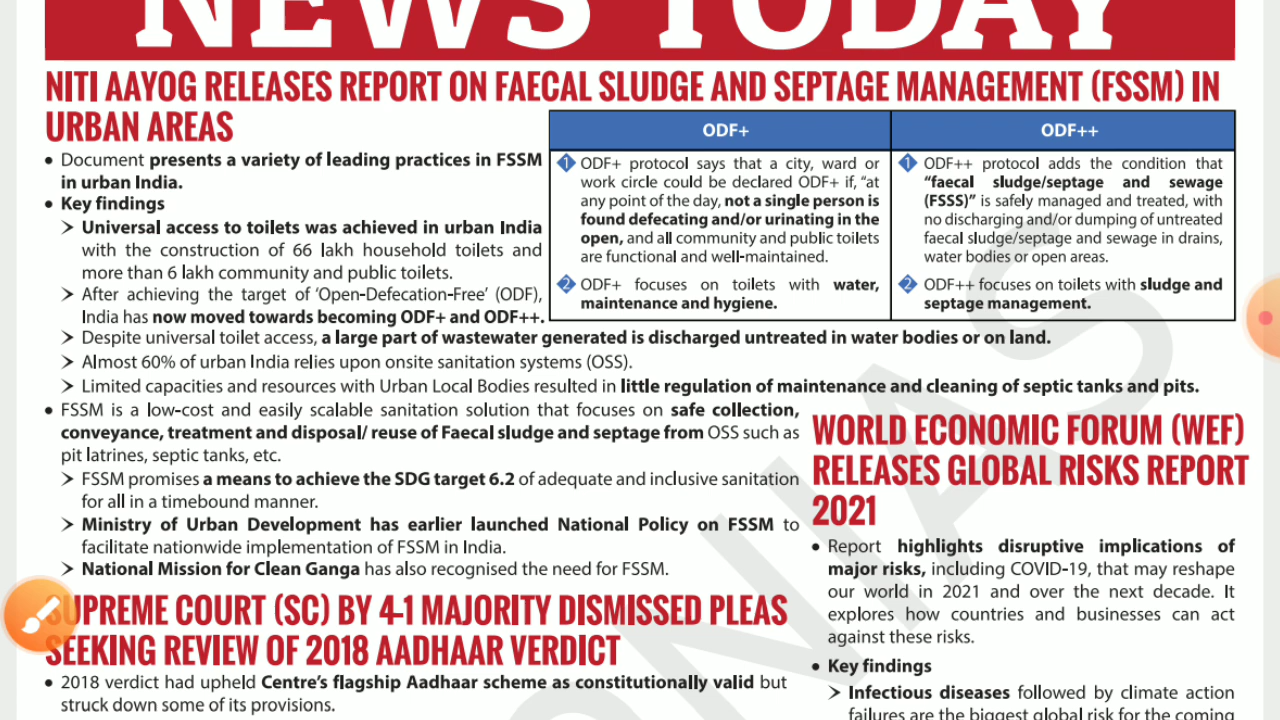 NEWS TODAY
NITI AAYOG RELEASES REPORT ON FAECAL SLUDGE AND SEPTAGE MANAGEMENT (FSSM) IN
URBAN AREAS
• Document presents a variety of leading practices in FSSM
in urban India.
• Key findings
➤ Universal access to toilets was achieved in urban India
with the construction of 66 lakh household toilets and
more than 6 lakh community and public toilets.
➤ After achieving the target of ‘Open-Defecation-Free’ (ODF),
India has now moved towards becoming ODF+ and ODF++.
ODF+
1 ODF+ protocol says that a city, ward or
work circle could be declared ODF+ if, “at
any point of the day, not a single person is
found defecating and/or urinating in the
open, and all community and public toilets
are functional and well-maintained.
2 ODF+ focuses on toilets with water,
maintenance and hygiene.
ODF++
1 ODF++ protocol adds the condition that
“faecal sludge/septage and sewage
(FSSS)” is safely managed and treated, with
no discharging and/or dumping of untreated
faecal sludge/septage and sewage in drains,
water bodies or open areas.
2 ODF++ focuses on toilets with sludge and
septage management.
➤ Despite universal toilet access, a large part of wastewater generated is discharged untreated in water bodies or on land.
➤ Almost 60% of urban India relies upon onsite sanitation systems (OSS).
➤ Limited capacities and resources with Urban Local Bodies resulted in little regulation of maintenance and cleaning of septic tanks and pits.
• FSSM is a low-cost and easily scalable sanitation solution that focuses on safe collection,
conveyance, treatment and disposal/ reuse of Faecal sludge and septage from OSS such as
pit latrines, septic tanks, etc.
➤ FSSM promises a means to achieve the SDG target 6.2 of adequate and inclusive sanitation
for all in a timebound manner.
➤ Ministry of Urban Development has earlier launched National Policy on FSSM to
facilitate nationwide implementation of FSSM in India.
➤ National Mission for Clean Ganga has also recognised the need for FSSM.
SUPREME COURT (SC) BY 4-1 MAJORITY DISMISSED PLEAS
SEEKING REVIEW OF 2018 AADHAAR VERDICT
• 2018 verdict had upheld Centre’s flagship Aadhaar scheme as constitutionally valid but
struck down some of its provisions.
WORLD ECONOMIC FORUM (WEF)
RELEASES GLOBAL RISKS REPORT
2021
• Report highlights disruptive implications of
major risks, including COVID-19, that may reshape
our world in 2021 and over the next decade. It
explores how countries and businesses can act
against these risks.
• Key findings
➤ Infectious diseases followed by climate action
failures are the biggest global risk for the coming